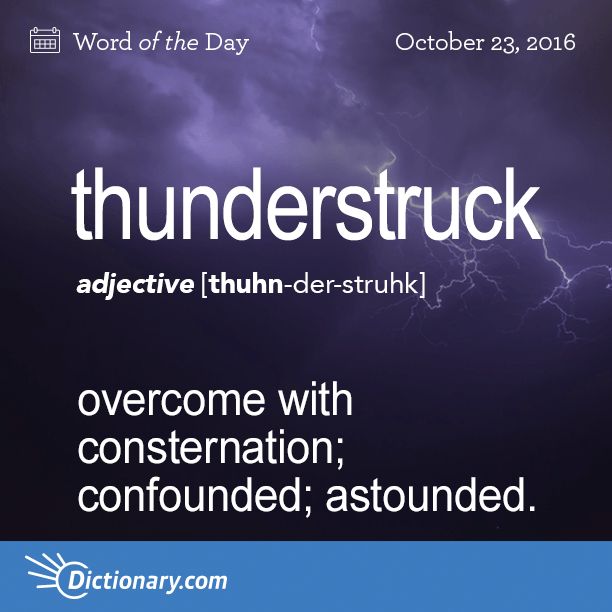 Word of the Day
October 23, 2016
thunderstruck
adjective [thuhn-der-struhk]
overcome with
consternation;
confounded; astounded.
Dictionary.com